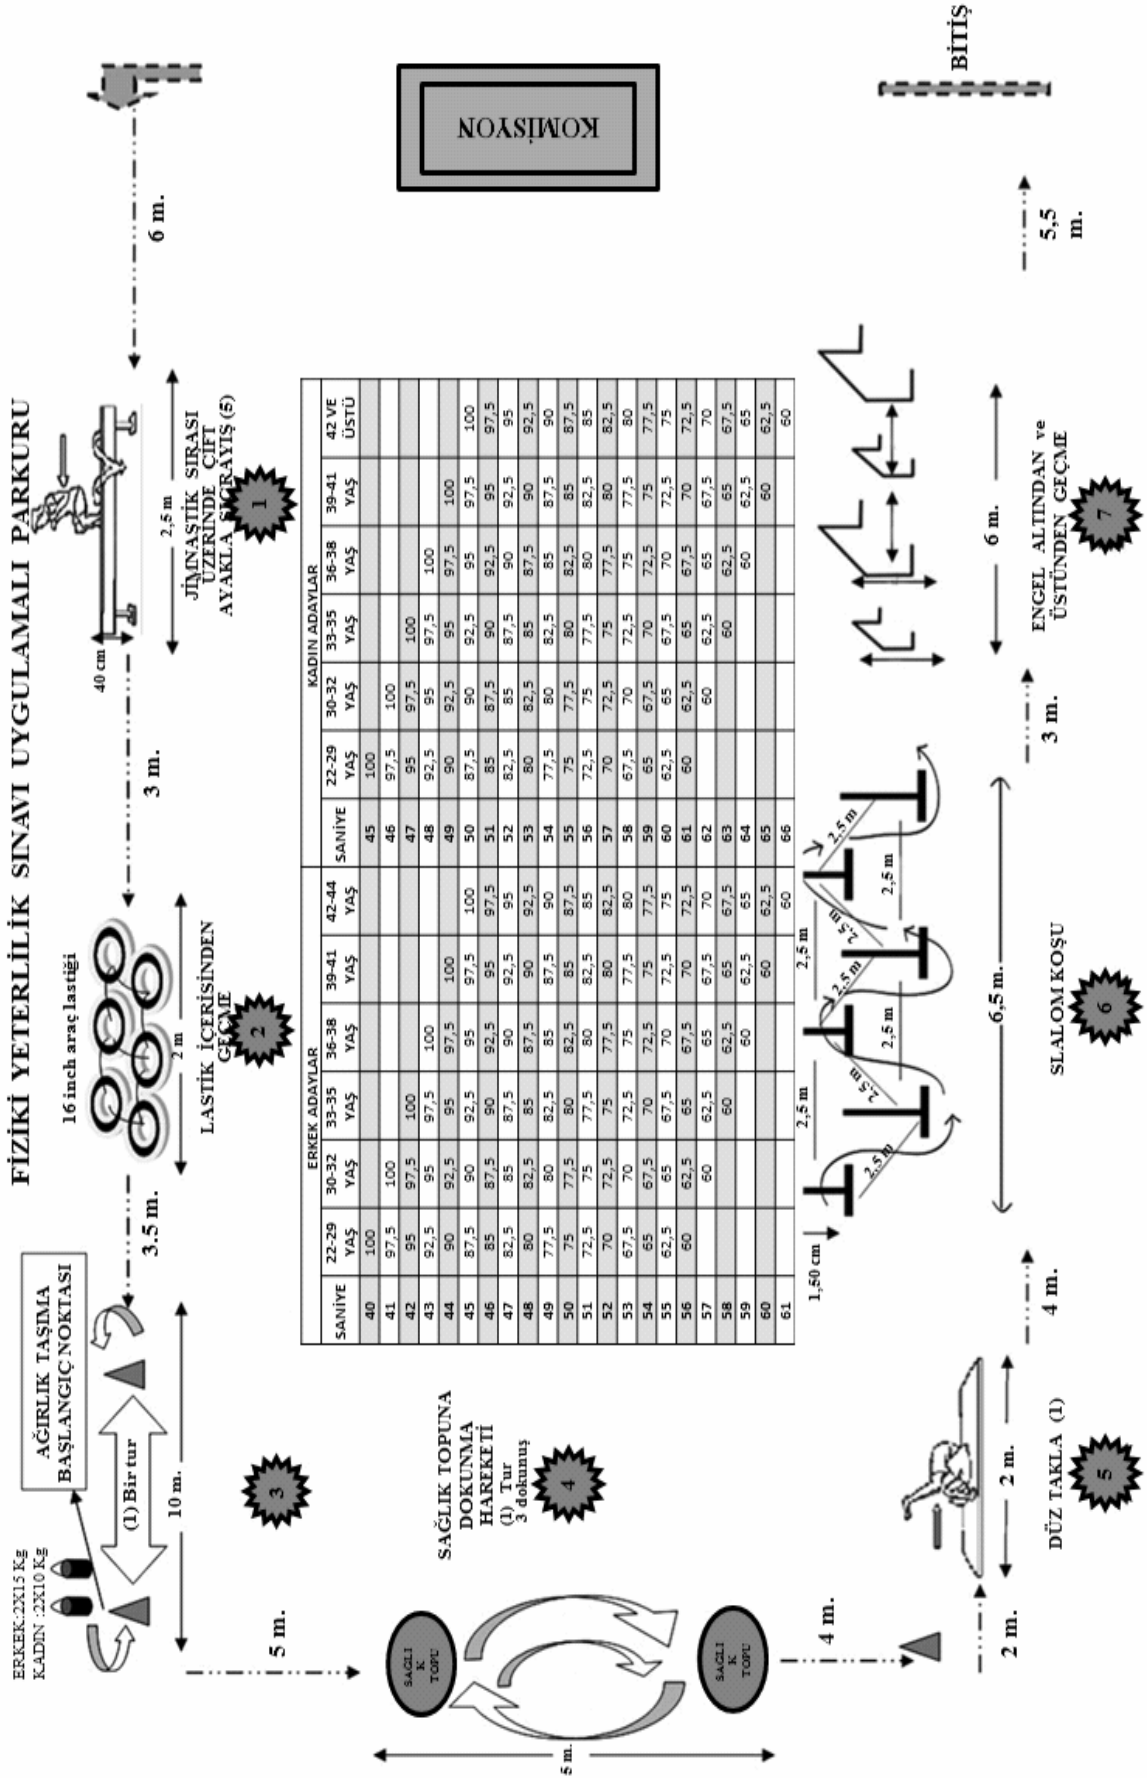 FİZİKİ YETERLİLİK SINAVI UYGULAMALI PARKURU
ERKEK:2X15 Kg
KADIN :2X10 Kg
AĞIRLIK TAŞIMA
BAŞLANGIÇ NOKTASI
(1) Bir tur
10 m.
3
3.5 m.
16 inch araç lastiği
2 m
LASTİK İÇERİSİNDEN
GEÇME
2
3 m.
40 cm
2,5 m
JİMNASTİK SIRASI
ÜZERİNDE ÇİFT
AYAKLA SIÇRAYIŞ (5)
1
6 m.
KOMİSYON
5 m.
SAĞLI
K
TOPU
SAĞLI
K
TOPU
5 m.
SAĞLIK TOPUNA
DOKUNMA
HAREKETİ
(1) Tur
3 dokunuş
4
4 m.
ERKEK ADAYLAR KADIN ADAYLAR
SANİYE 22-29 YAŞ 30-32 YAŞ 33-35 YAŞ 36-38 YAŞ 39-41 YAŞ 42-44 YAŞ SANİYE 22-29 YAŞ 30-32 YAŞ 33-35 YAŞ 36-38 YAŞ 39-41 YAŞ 42 VE ÜSTÜ
40 100 45 100
41 97,5 100 46 97,5 100
42 95 97,5 100 47 95 97,5 100
43 92,5 95 97,5 100 48 92,5 95 97,5 100
44 90 92,5 95 97,5 100 49 90 92,5 95 97,5 100
45 87,5 90 92,5 95 97,5 100 50 87,5 90 92,5 95 97,5 100
46 85 87,5 90 92,5 95 97,5 51 85 87,5 90 92,5 95 97,5
47 82,5 85 87,5 90 92,5 95 52 82,5 85 87,5 90 92,5 95
48 80 82,5 85 87,5 90 92,5 53 80 82,5 85 87,5 90 92,5
49 77,5 80 82,5 85 87,5 90 54 77,5 80 82,5 85 87,5 90
50 75 77,5 80 82,5 85 87,5 55 75 77,5 80 82,5 85 87,5
51 72,5 75 77,5 80 82,5 85 56 72,5 75 77,5 80 82,5 85
52 70 72,5 75 77,5 80 82,5 57 70 72,5 75 77,5 80 82,5
53 67,5 70 72,5 75 77,5 80 58 67,5 70 72,5 75 77,5 80
54 65 67,5 70 72,5 75 77,5 59 65 67,5 70 72,5 75 77,5
55 62,5 65 67,5 70 72,5 75 60 62,5 65 67,5 70 72,5 75
56 60 62,5 65 67,5 70 72,5 61 60 62,5 65 67,5 70 72,5
57 60 62,5 65 67,5 70 62 60 62,5 65 67,5 70
58 60 62,5 65 67,5 63 60 62,5 65 67,5
59 60 62,5 65 64 60 62,5 65
60 60 62,5 65 60 62,5
61 60 66 60
2 m.
2 m.
DÜZ TAKLA (1)
5
4 m.
1,50 cm
2,5 m
2,5 m
2,5 m
2,5 m
2,5 m
2,5 m
2,5 m
2,5 m
2,5 m
6,5 m.
SLALOM KOŞU
6
3 m.
6 m.
ENGEL ALTINDAN ve
ÜSTÜNDEN GEÇME
7
5,5
m.
BİTİŞ